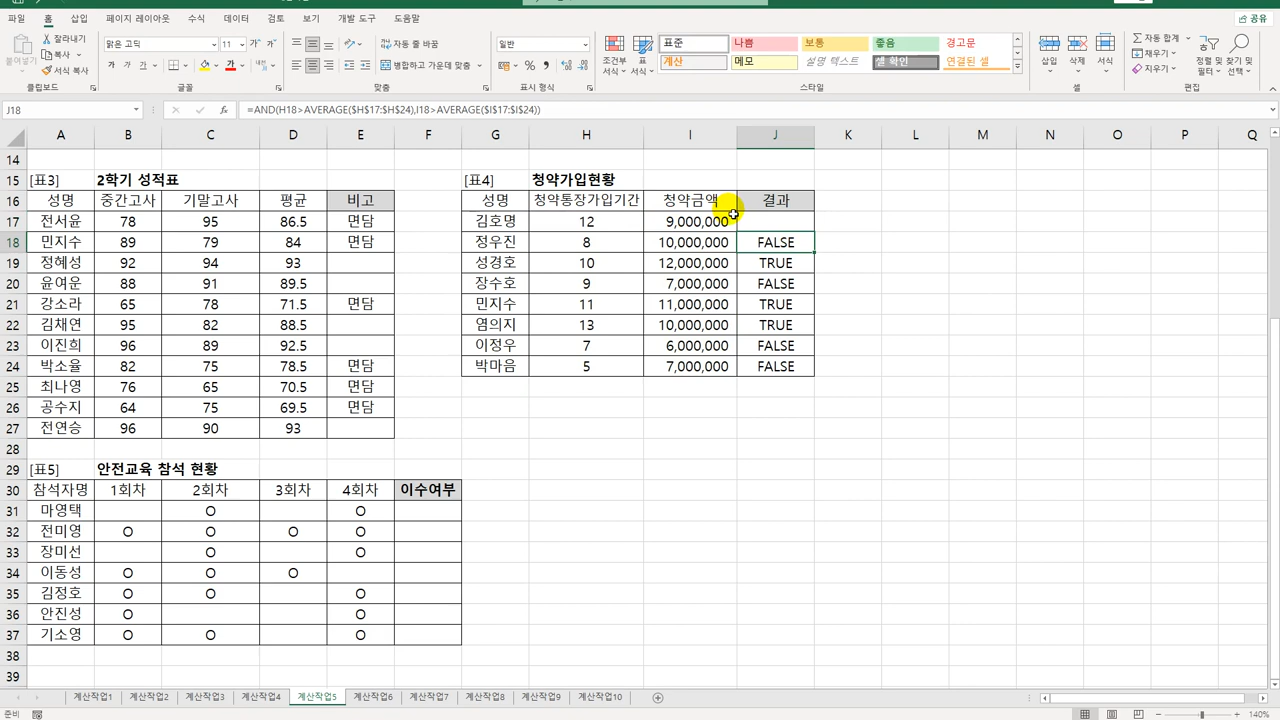 파일 홈 삽입 페이지 레이아웃 수식 데이터 검토 보기 개발 도구 도움말 공유
붙여넣기 잘라내기 복사 서식 복사 클립보드
맑은 고딕 11 가 가 가 가 가 글꼴
자동 줄 바꿈 병합하고 가운데 맞춤 맞춤
일반 % 표시 형식
조건부 서식 표 서식 표준 나쁨 보통 좋음 경고문
계산 메모 설명 텍스트 셀 확인 연결된 셀 스타일
삽입 삭제 서식 셀
자동 합계 채우기 지우기 정렬 및 필터 찾기 및 선택 편집
J18 fx =AND(H18>AVERAGE($H$17:$H$24),I18>AVERAGE($I$17:$I$24))
A B C D E F G H I J K L M N O P Q
14
15 [표3] 2학기 성적표 [표4] 청약가입현황
16 성명 중간고사 기말고사 평균 비고 성명 청약통장가입기간 청약금액 결과
17 전서윤 78 95 86.5 면담 김호명 12 9,000,000
18 민지수 89 79 84 면담 정우진 8 10,000,000 FALSE
19 정혜성 92 94 93 성경호 10 12,000,000 TRUE
20 윤여운 88 91 89.5 장수호 9 7,000,000 FALSE
21 강소라 65 78 71.5 면담 민지수 11 11,000,000 TRUE
22 김채연 95 82 88.5 염의지 13 10,000,000 TRUE
23 이진희 96 89 92.5 이정우 7 6,000,000 FALSE
24 박소율 82 75 78.5 면담 박마음 5 7,000,000 FALSE
25 최나영 76 65 70.5 면담
26 공수지 64 75 69.5 면담
27 전연승 96 90 93
28
29 [표5] 안전교육 참석 현황
30 참석자명 1회차 2회차 3회차 4회차 이수여부
31 마영택 O O
32 전미영 O O O O
33 장미선 O O
34 이동성 O O O
35 김정호 O O O
36 안진성 O O
37 기소영 O O O
38
39
계산작업1 계산작업2 계산작업3 계산작업4 계산작업5 계산작업6 계산작업7 계산작업8 계산작업9 계산작업10
준비 140%